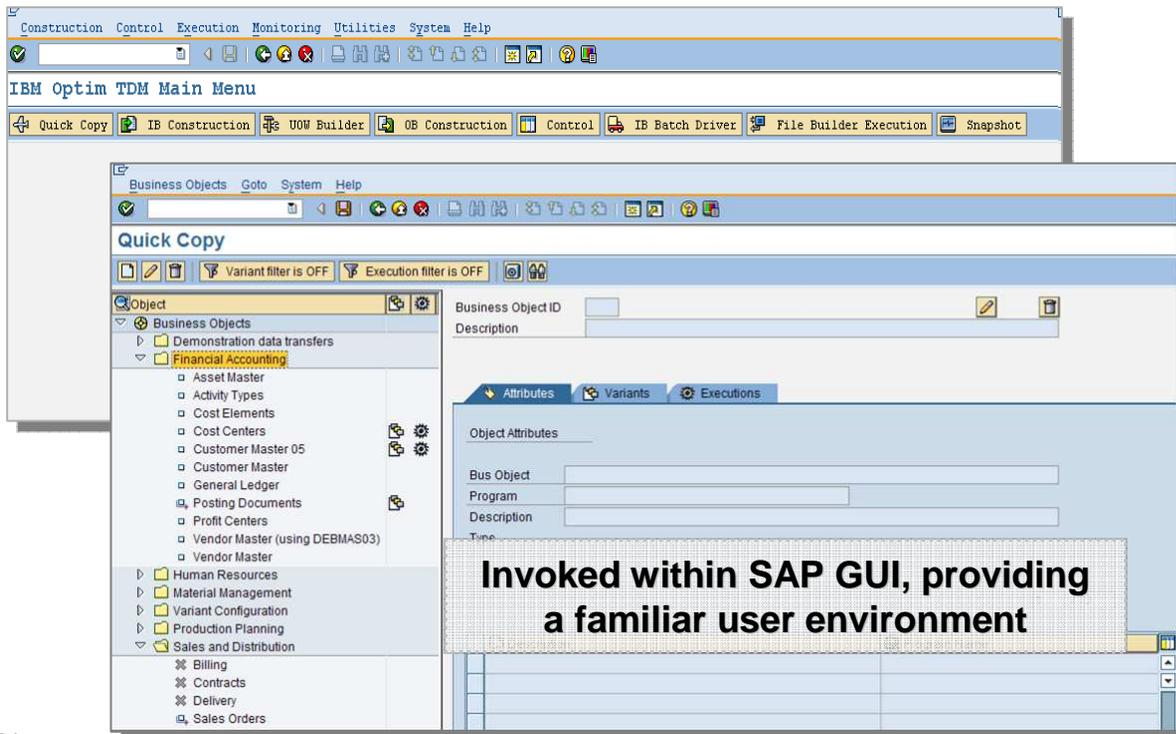 Construction Control Execution Monitoring Utilities System Help
IBM Optim TDM Main Menu
Quick Copy IB Construction UOW Builder OB Construction Control IB Batch Driver File Builder Execution Snapshot
Business Objects Goto System Help
Quick Copy
Variant filter is OFF Execution filter is OFF
Object
Business Objects
Demonstration data transfers
Financial Accounting
Asset Master
Activity Types
Cost Elements
Cost Centers
Customer Master 05
Customer Master
General Ledger
Posting Documents
Profit Centers
Vendor Master (using DEBMAS03)
Vendor Master
Human Resources
Material Management
Variant Configuration
Production Planning
Sales and Distribution
Billing
Contracts
Delivery
Sales Orders
Business Object ID
Description
Attributes Variants Executions
Object Attributes
Bus Object
Program
Description
Type
Invoked within SAP GUI, providing
a familiar user environment